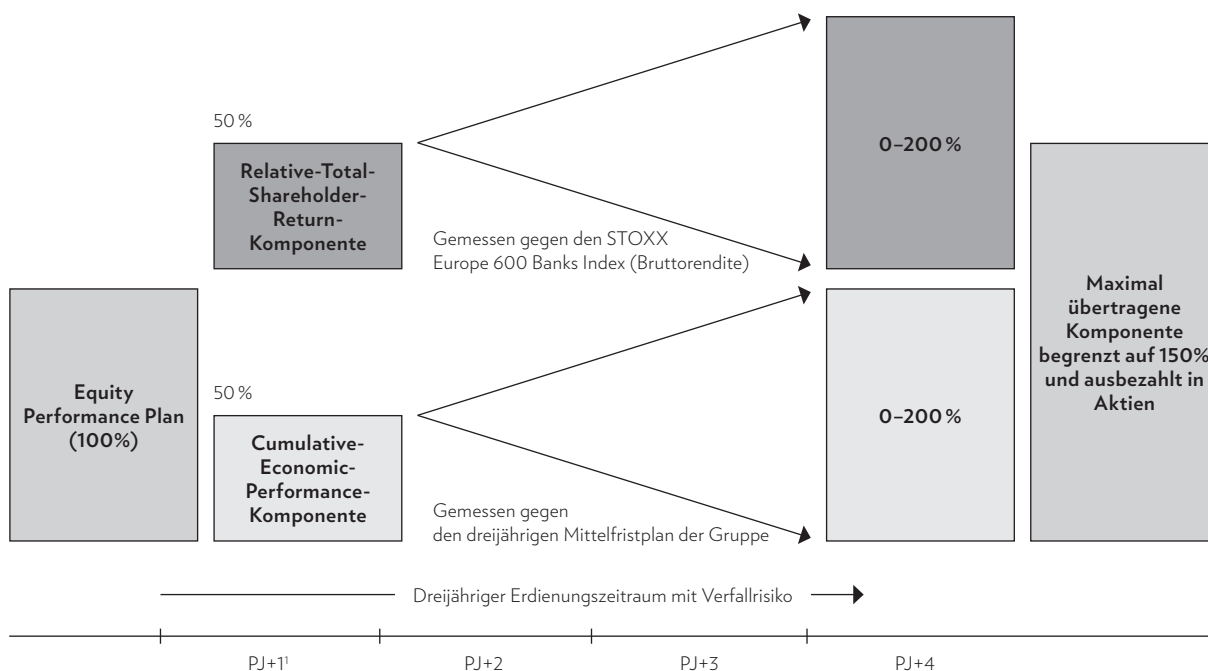 50 %
Relative-Total-
Shareholder-
Return-
Komponente
Gemessen gegen den STOXX
Europe 600 Banks Index (Bruttorendite)
0–200 %
Equity
Performance Plan
(100%)
50 %
Cumulative-
Economic-
Performance-
Komponente
Gemessen gegen
den dreijährigen Mittelfristplan der Gruppe
0–200 %
Maximal
übertragene
Komponente
begrenzt auf 150%
und ausbezahlt in
Aktien
Dreijähriger Erdienungszeitraum mit Verfallrisiko
PJ+1¹
PJ+2
PJ+3
PJ+4